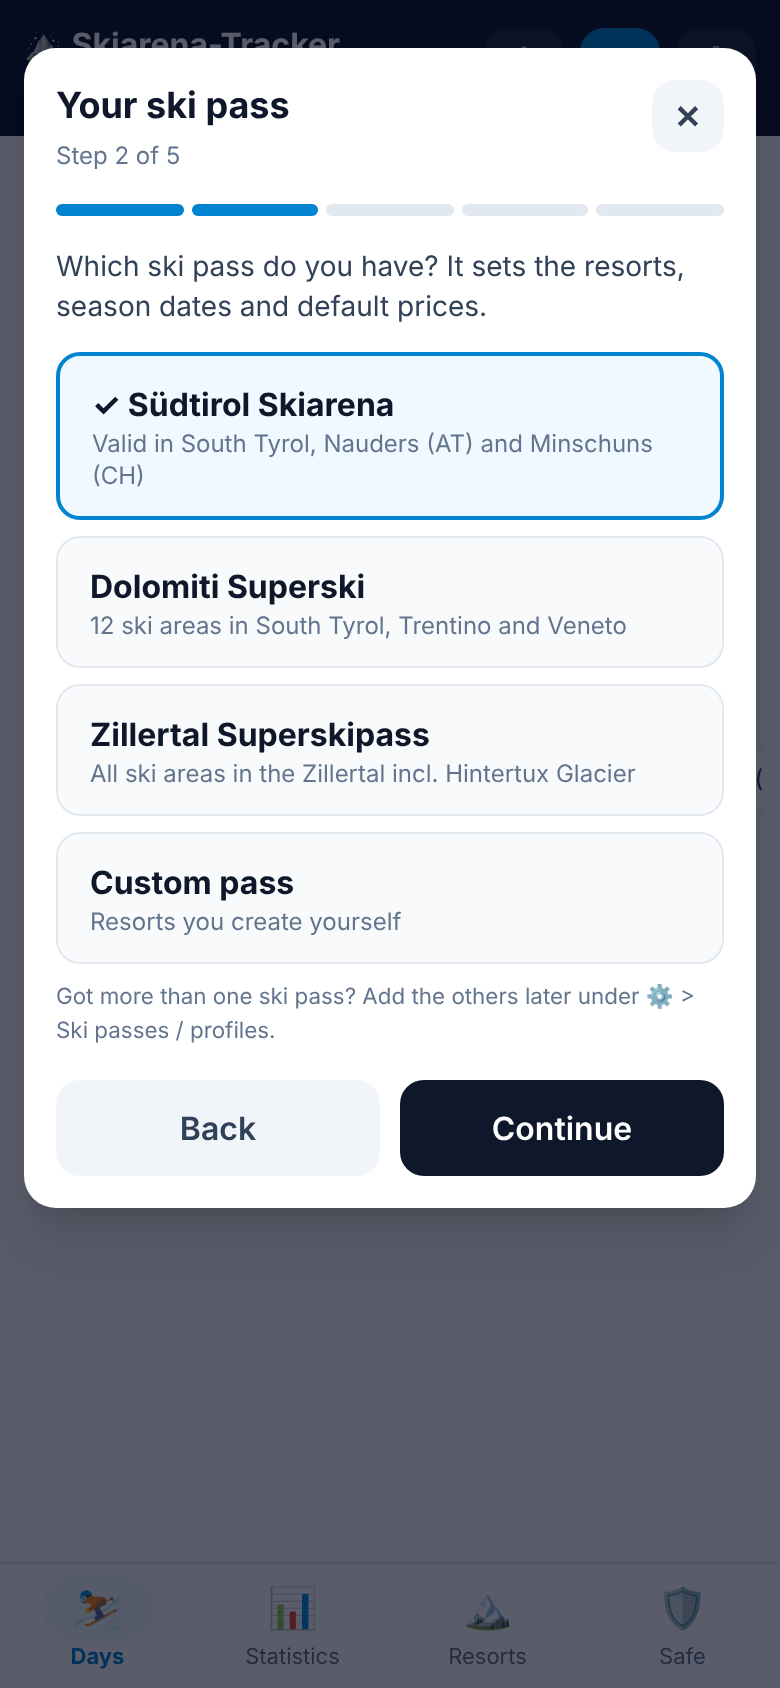 Skiarena-Tracker
Your ski pass
Step 2 of 5
Which ski pass do you have? It sets the resorts,
season dates and default prices.
✓ Südtirol Skiarena
Valid in South Tyrol, Nauders (AT) and Minschuns
(CH)
Dolomiti Superski
12 ski areas in South Tyrol, Trentino and Veneto
Zillertal Superskipass
All ski areas in the Zillertal incl. Hintertux Glacier
Custom pass
Resorts you create yourself
Got more than one ski pass? Add the others later under ⚙️ >
Ski passes / profiles.
Back
Continue
Days
Statistics
Resorts
Safe